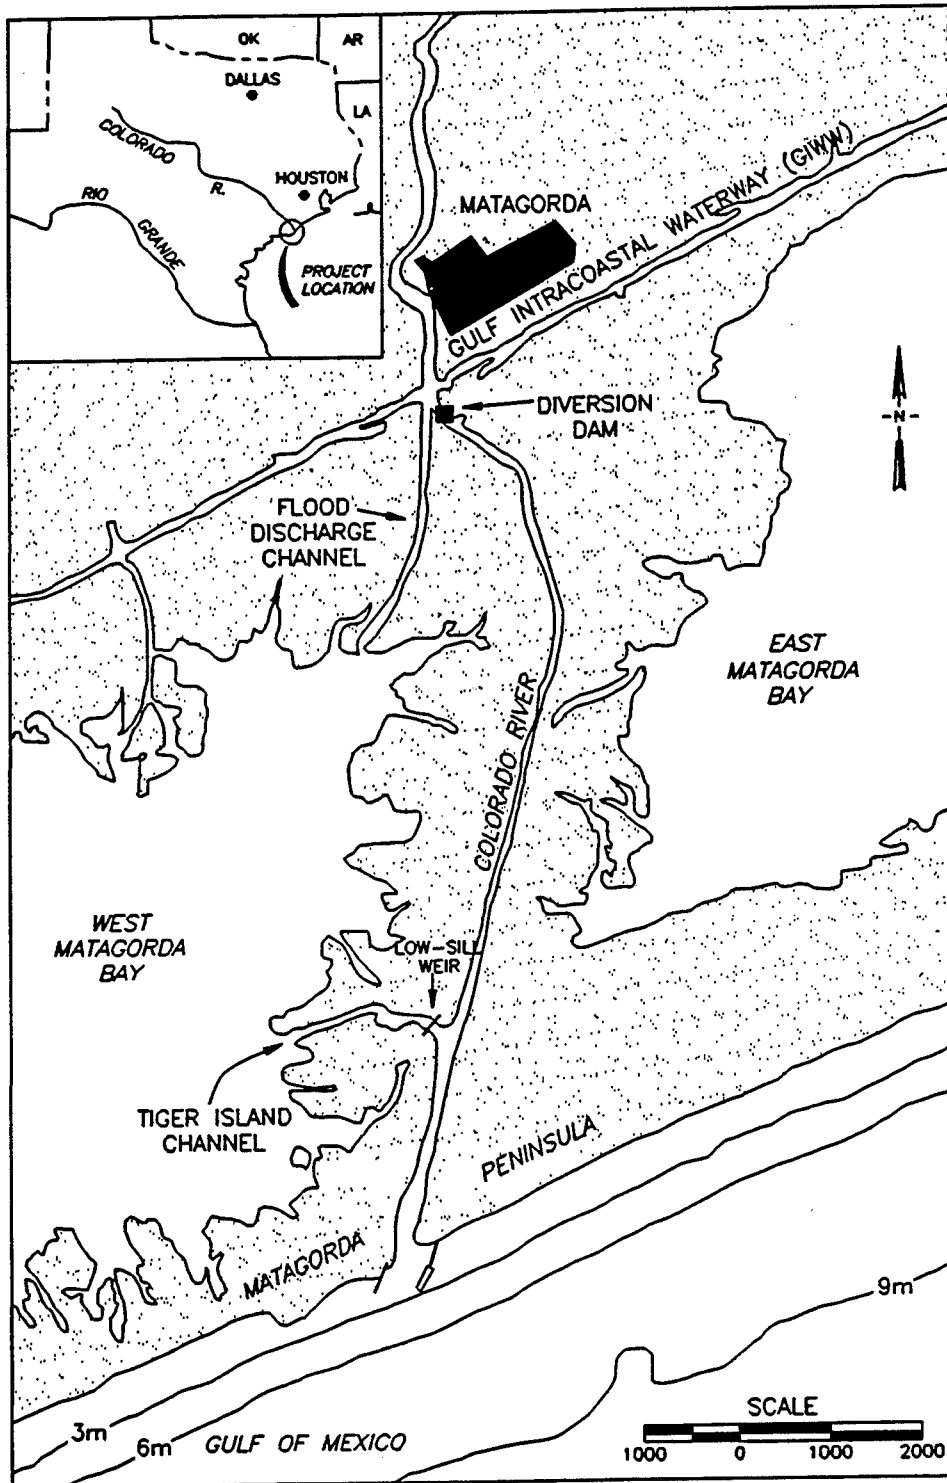 OK
AR
DALLAS
LA
COLORADO
R.
HOUSTON
RIO
GRANDE
PROJECT
LOCATION
MATAGORDA
GULF INTRACOASTAL WATERWAY (GIWW)
DIVERSION
DAM
-N-
FLOOD
DISCHARGE
CHANNEL
EAST
MATAGORDA
BAY
COLORADO RIVER
WEST
MATAGORDA
BAY
LOW-SILL
WEIR
TIGER ISLAND
CHANNEL
PENINSULA
MATAGORDA
9m
3m
6m
GULF OF MEXICO
SCALE
1000 0 1000 2000